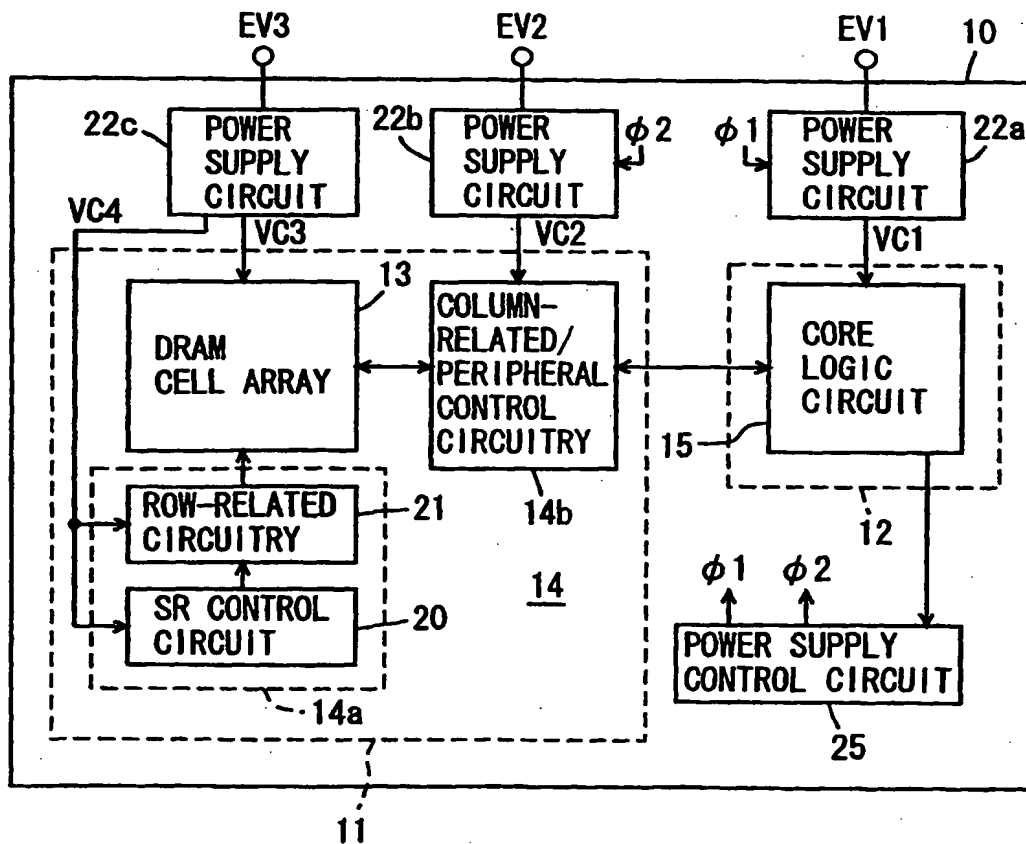 EV3
EV2
EV1
10
22c
POWER
SUPPLY
CIRCUIT
22b
POWER
SUPPLY
CIRCUIT
φ2
φ1
POWER
SUPPLY
CIRCUIT
22a
VC4
VC3
VC2
VC1
13
DRAM
CELL ARRAY
COLUMN-
RELATED/
PERIPHERAL
CONTROL
CIRCUITRY
CORE
LOGIC
CIRCUIT
15
ROW-RELATED
CIRCUITRY
21
14b
12
SR CONTROL
CIRCUIT
20
14
φ1
φ2
POWER SUPPLY
CONTROL CIRCUIT
14a
25
11